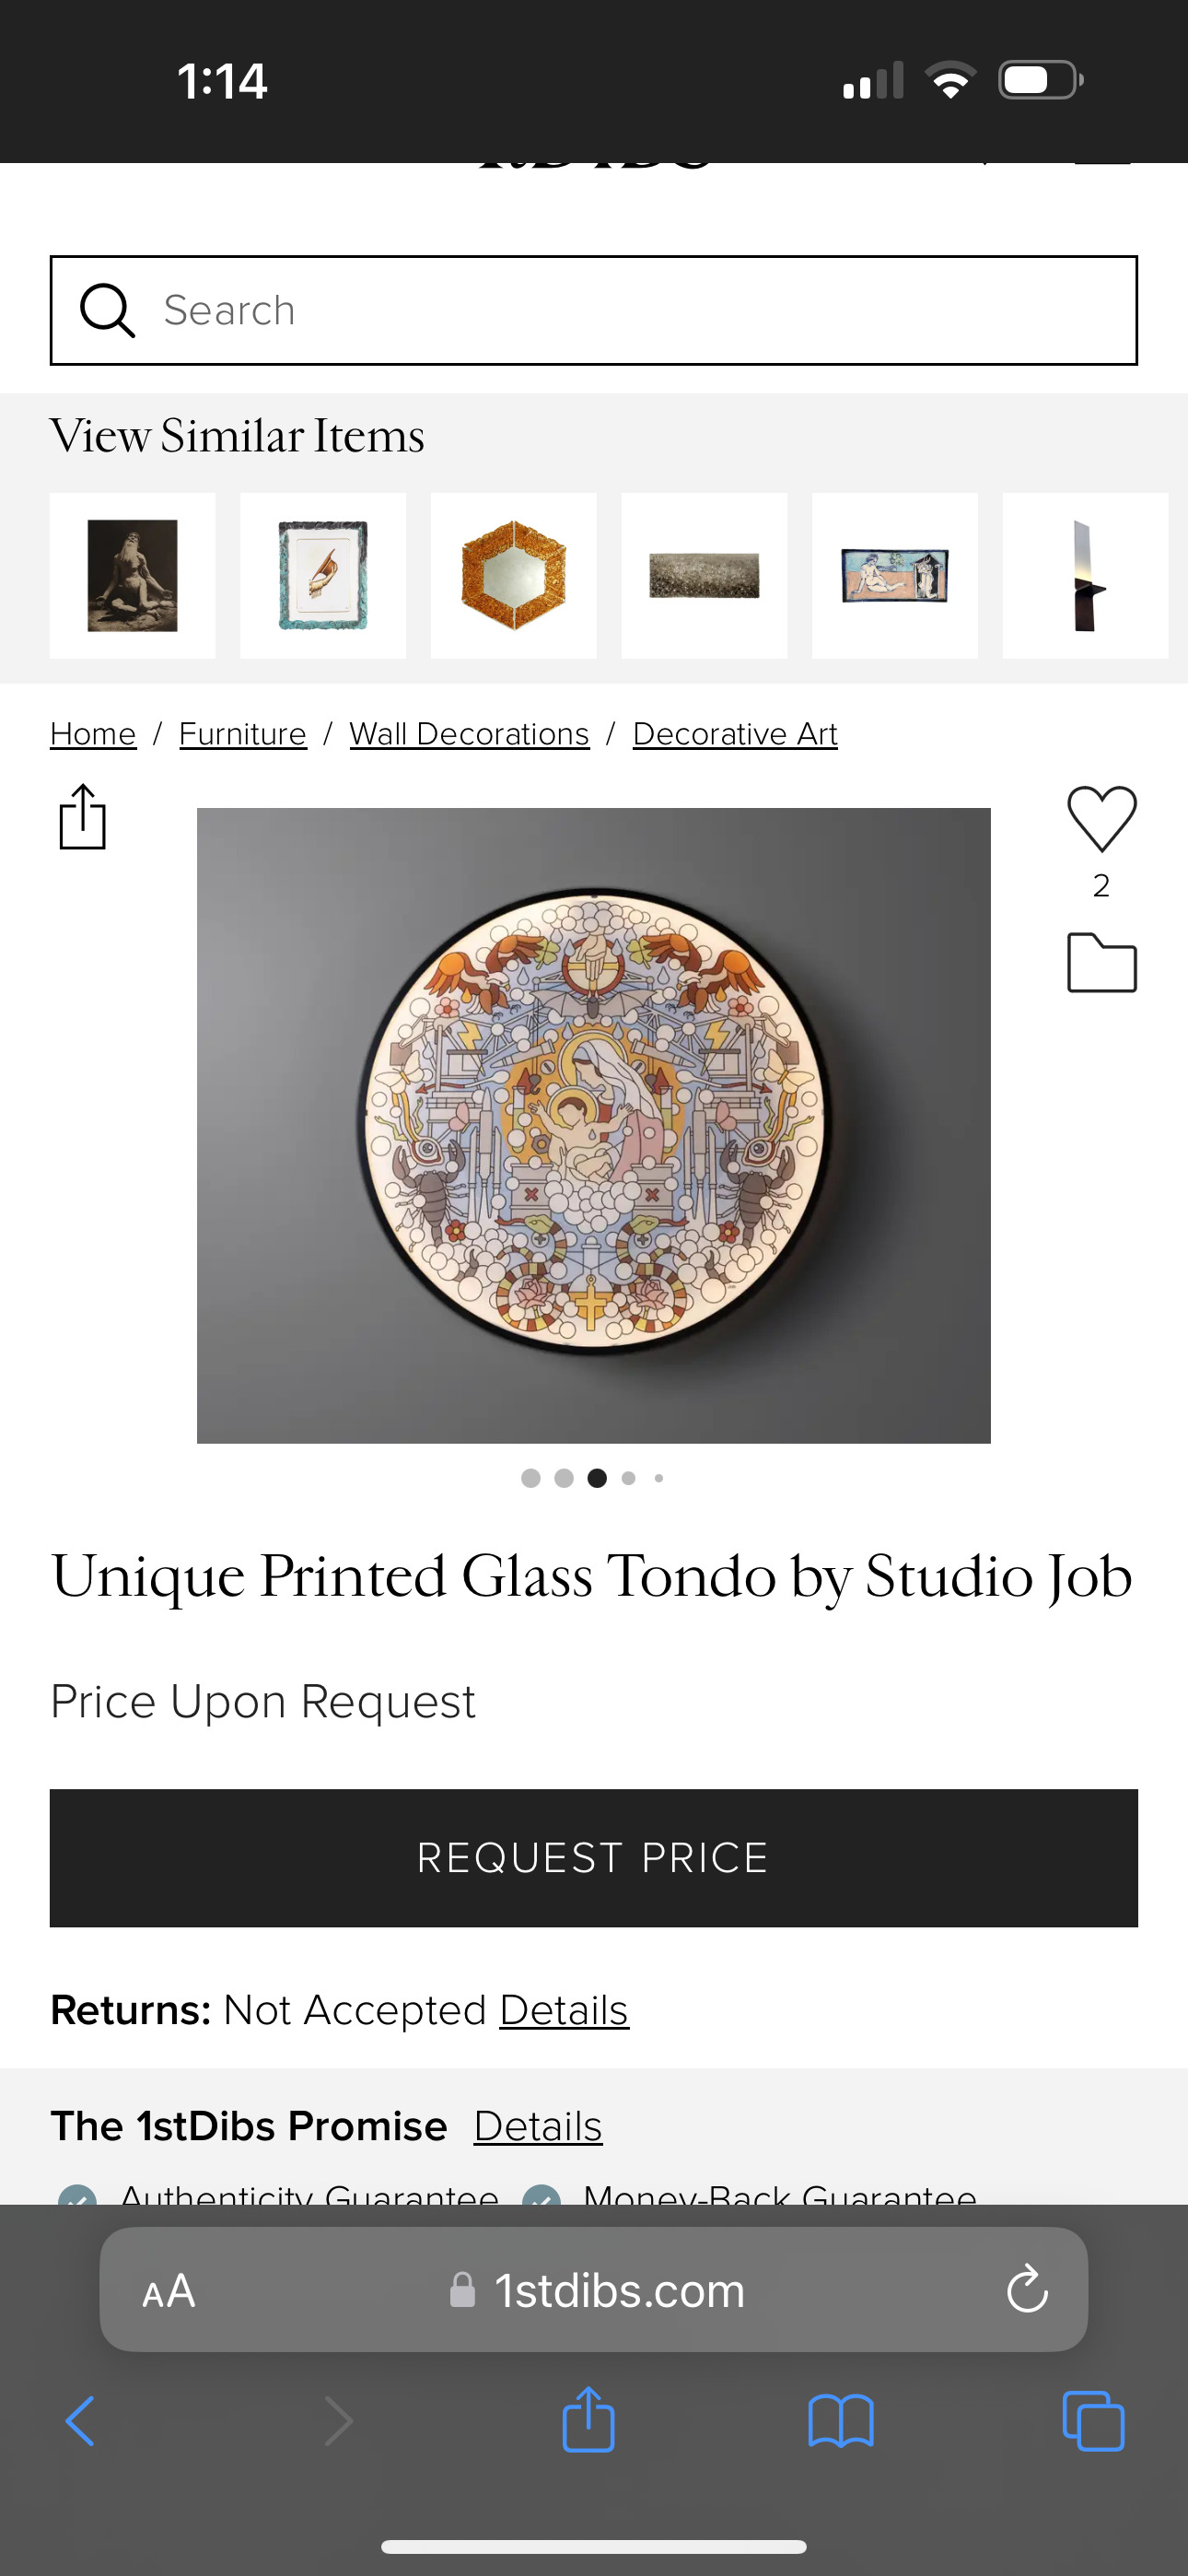 1:14
Search
View Similar Items
Home / Furniture / Wall Decorations / Decorative Art
2
Unique Printed Glass Tondo by Studio Job
Price Upon Request
REQUEST PRICE
Returns: Not Accepted Details
The 1stDibs Promise Details
Authenticity Guarantee Money-Back Guarantee
AA 1stdibs.com